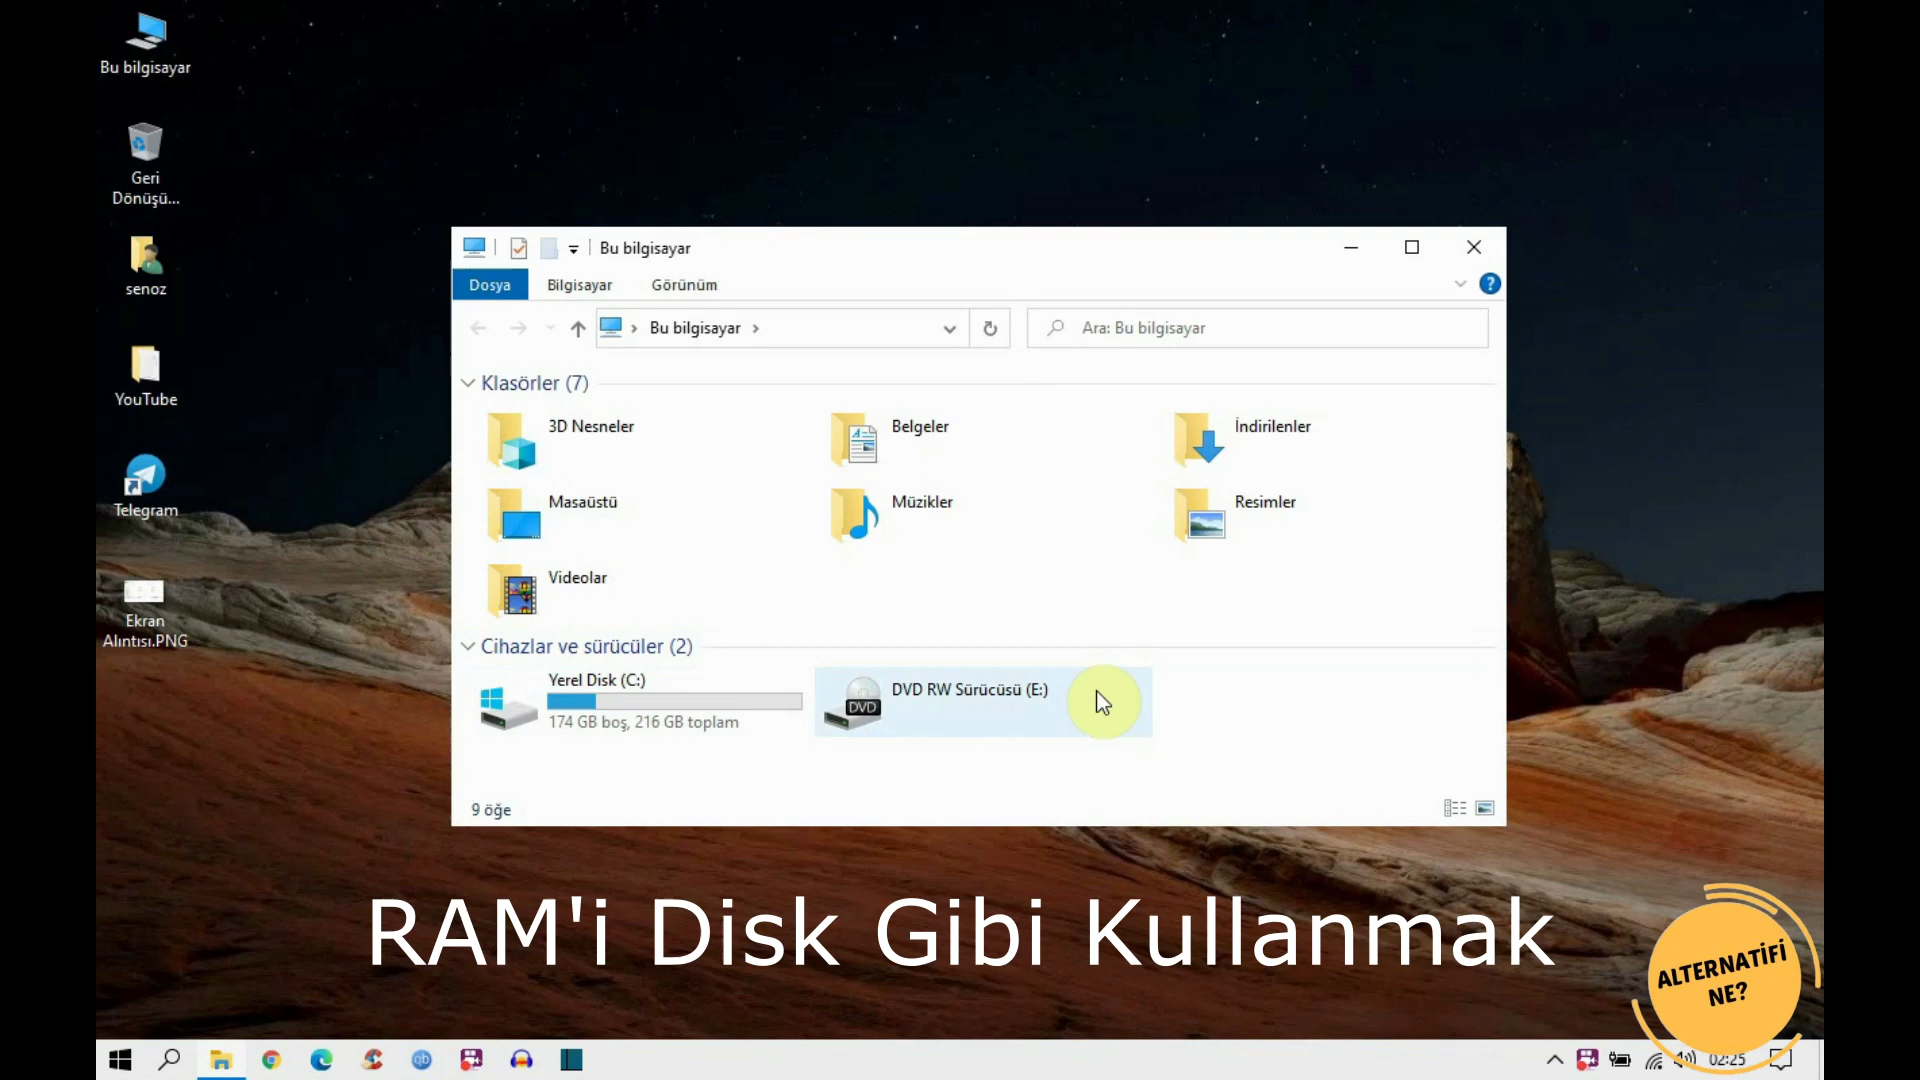 Bu bilgisayar
Geri
Dönüşü...
senoz
YouTube
Telegram
Ekran
Alıntısı.PNG
Bu bilgisayar
Dosya
Bilgisayar
Görünüm
?
Bu bilgisayar
Ara: Bu bilgisayar
Klasörler (7)
3D Nesneler
Belgeler
İndirilenler
Masaüstü
Müzikler
Resimler
Videolar
Cihazlar ve sürücüler (2)
Yerel Disk (C:)
174 GB boş, 216 GB toplam
DVD
DVD RW Sürücüsü (E:)
9 öğe
RAM'i Disk Gibi Kullanmak
ALTERNATİFİ
NE?
qb
02:25